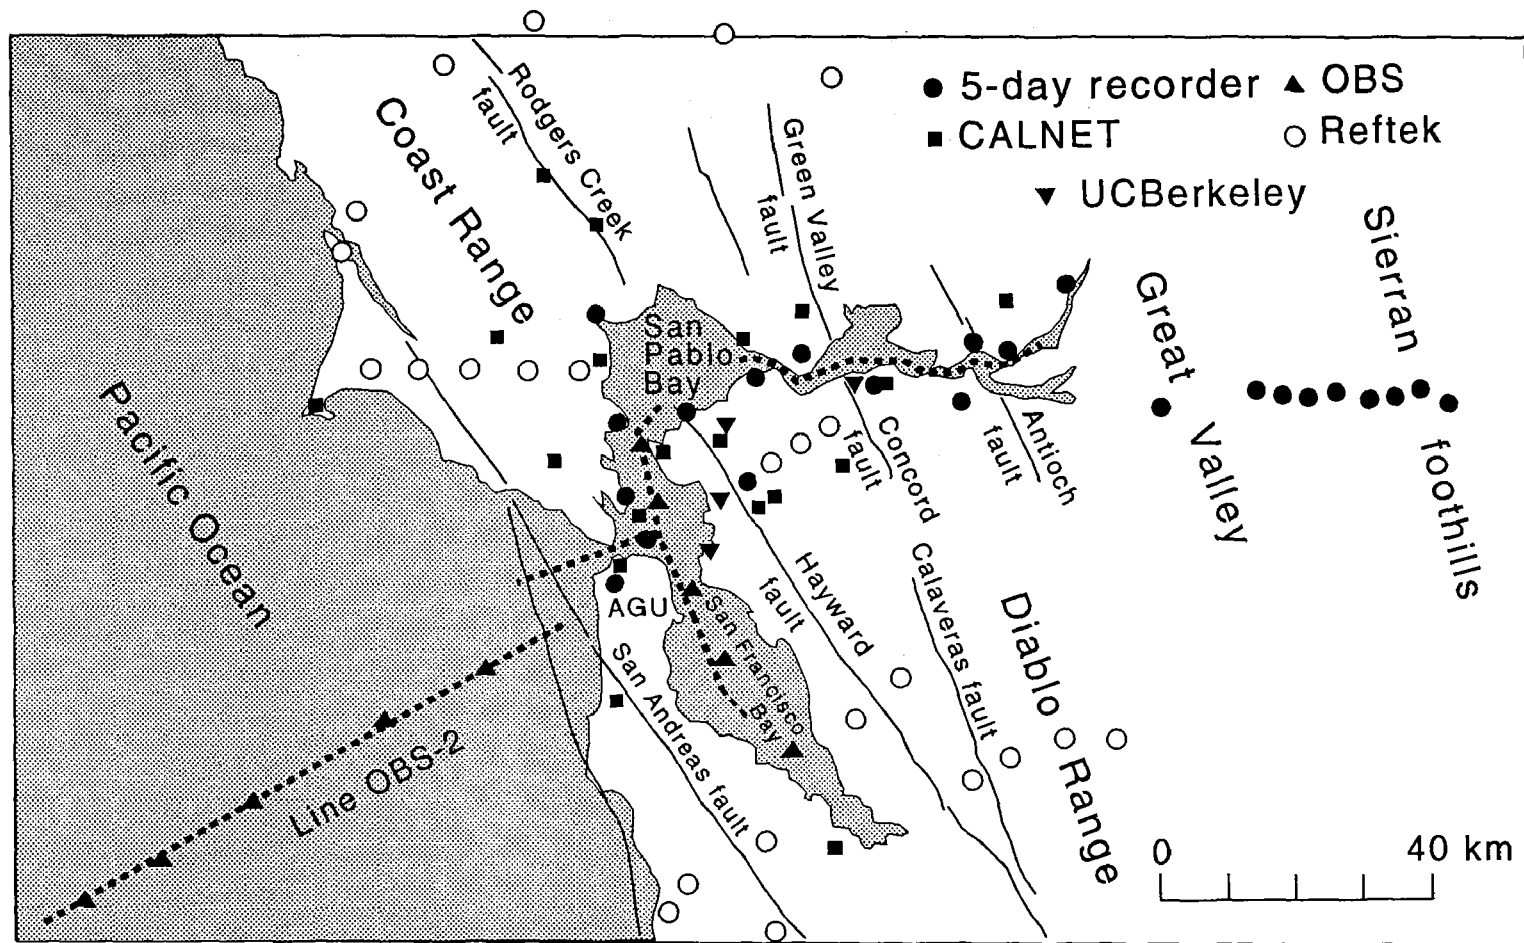 5-day recorder
OBS
CALNET
Reftek
UCBerkeley
Rodgers Creek
fault
Coast Range
Green Valley
fault
Sierran
foothills
Great
Valley
San
Pablo
Bay
Pacific Ocean
Concord
fault
Antioch
fault
Hayward
fault
Calaveras fault
Diablo
Range
AGU
San Francisco
Bay
San Andreas fault
Line OBS-2
0
40 km